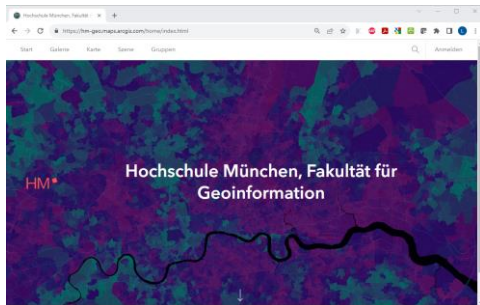 Hochschule München, Fakultät f
https://hm-geo.maps.arcgis.com/home/index.html
Start Galerie Karte Szene Gruppen Anmelden
HM*
Hochschule München, Fakultät für
Geoinformation